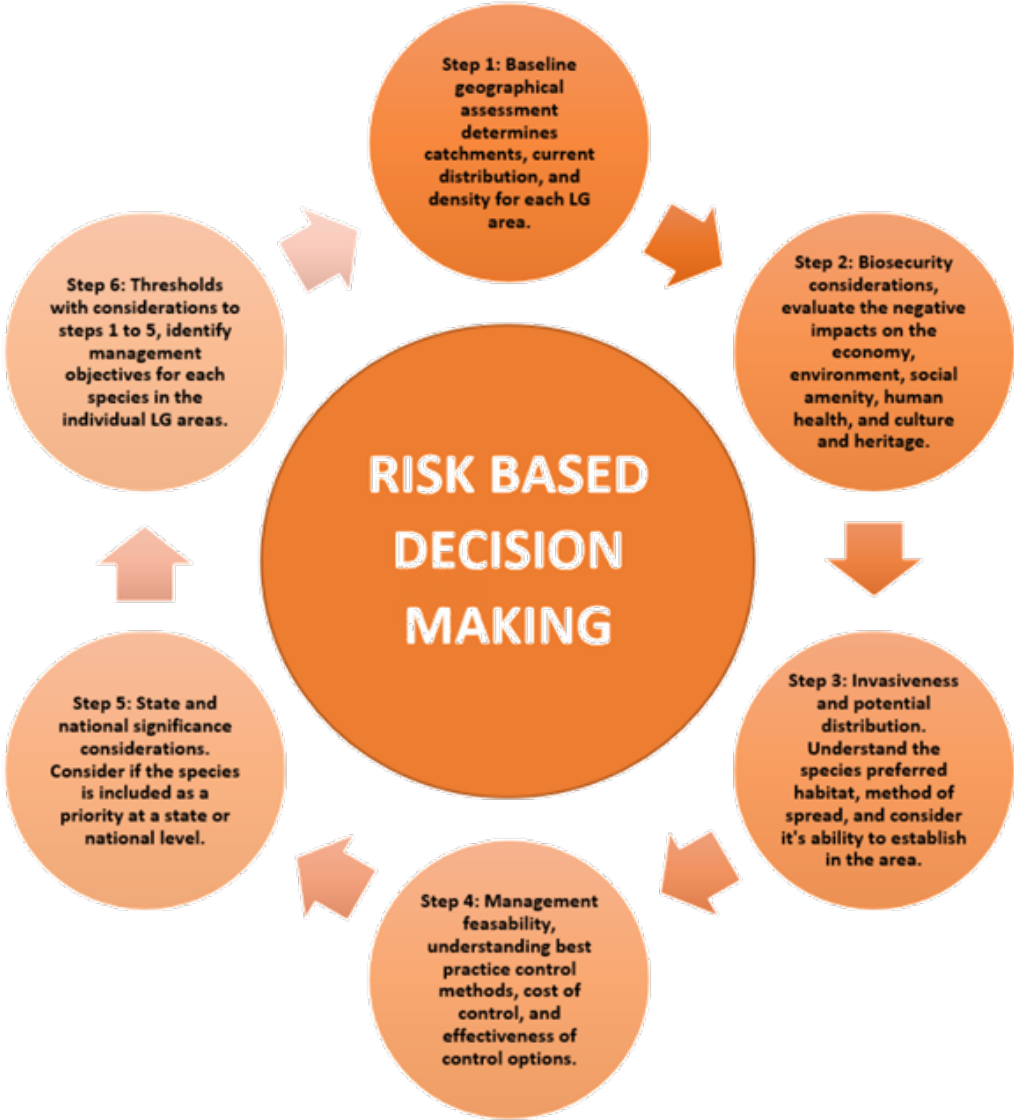 Step 1: Baseline
geographical
assessment
determines
catchments, current
distribution, and
density for each LG
area.
Step 2: Biosecurity
considerations,
evaluate the negative
impacts on the
economy,
environment, social
amenity, human
health, and culture
and heritage.
Step 3: Invasiveness
and potential
distribution.
Understand the
species preferred
habitat, method of
spread, and consider
it's ability to establish
in the area.
Step 4: Management
feasability,
understanding best
practice control
methods, cost of
control, and
effectiveness of
control options.
Step 5: State and
national significance
considerations.
Consider if the species
is included as a
priority at a state or
national level.
Step 6: Thresholds
with considerations to
steps 1 to 5, identify
management
objectives for each
species in the
individual LG areas.
RISK BASED
DECISION
MAKING